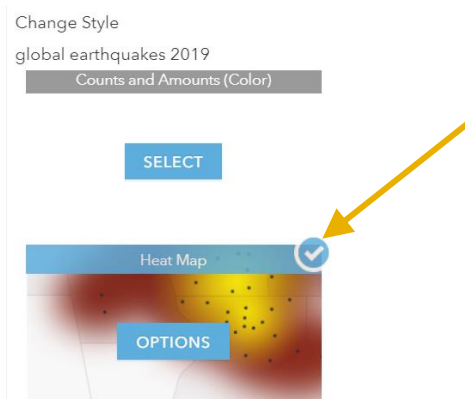 Change Style
global earthquakes 2019
Counts and Amounts (Color)
SELECT
Heat Map
OPTIONS